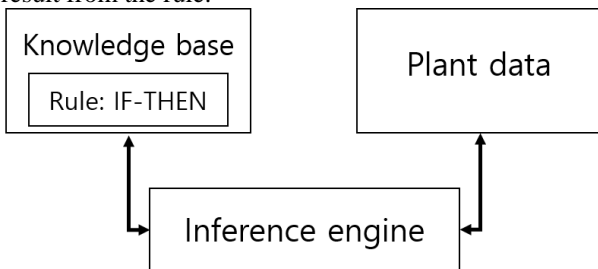 result from the rule.
Knowledge base
Rule: IF-THEN
Plant data
Inference engine